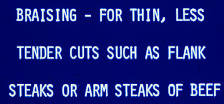 BRAISING - FOR THIN, LESS
TENDER CUTS SUCH AS FLANK
STEAKS OR ARM STEAKS OF BEEF